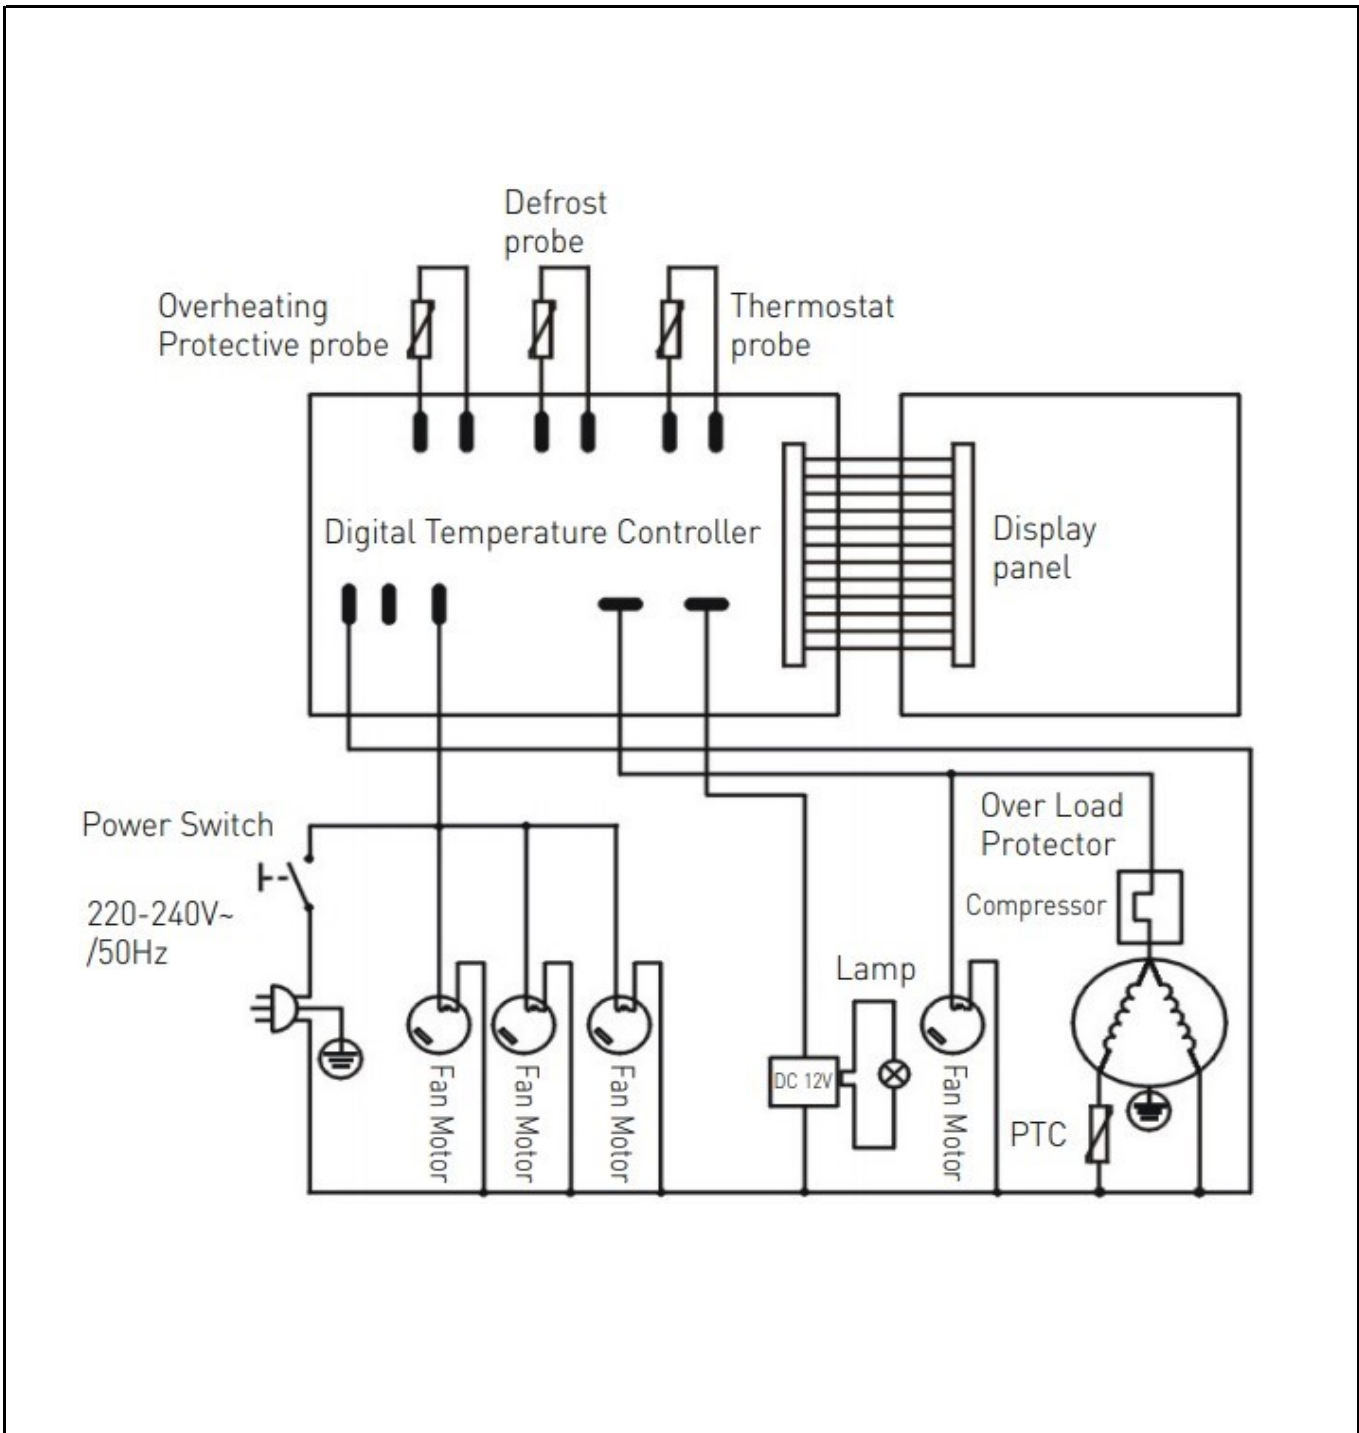 Defrost
probe
Overheating
Protective probe
Thermostat
probe
Digital Temperature Controller
Display
panel
Power Switch
220-240V~
/50Hz
Over Load
Protector
Compressor
Lamp
DC 12V
Fan Motor
Fan Motor
Fan Motor
Fan Motor
PTC